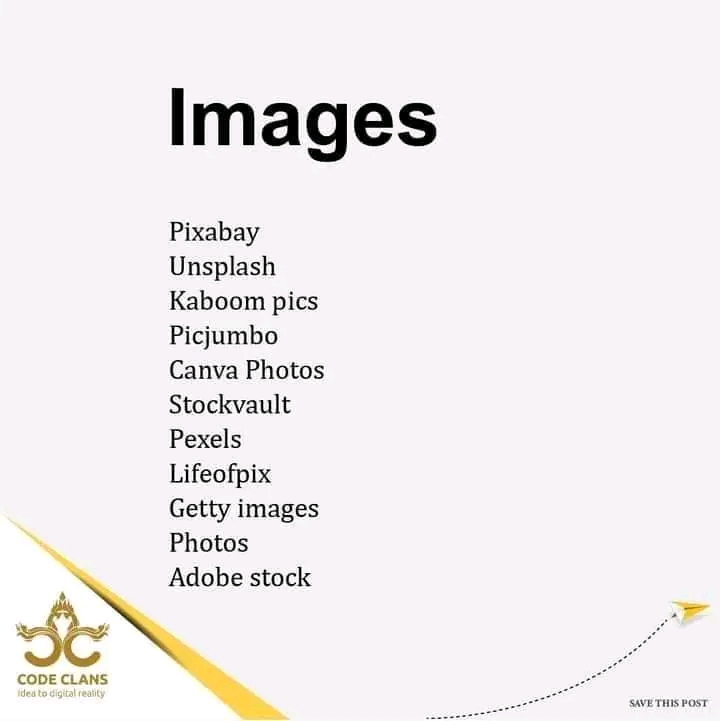 Images
Pixabay
Unsplash
Kaboom pics
Picjumbo
Canva Photos
Stockvault
Pexels
Lifeofpix
Getty images
Photos
Adobe stock
CODE CLANS
idea to digital reality
SAVE THIS POST